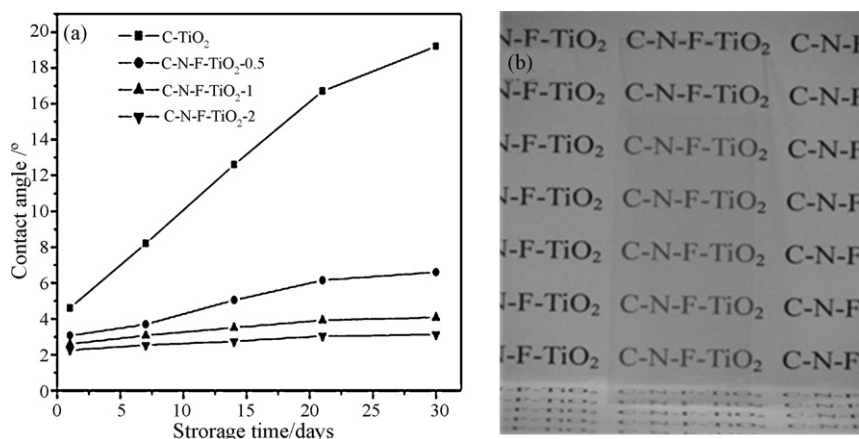 (a)
C-TiO₂
C-N-F-TiO₂-0.5
C-N-F-TiO₂-1
C-N-F-TiO₂-2
Contact angle /°
20
18
16
14
12
10
8
6
4
2
0
0 5 10 15 20 25 30
Strorage time/days
(b)
N-F-TiO₂ C-N-F-TiO₂ C-N-F
N-F-TiO₂ C-N-F-TiO₂ C-N-F
N-F-TiO₂ C-N-F-TiO₂ C-N-F
N-F-TiO₂ C-N-F-TiO₂ C-N-F
N-F-TiO₂ C-N-F-TiO₂ C-N-F
N-F-TiO₂ C-N-F-TiO₂ C-N-F
N-F-TiO₂ C-N-F-TiO₂ C-N-F